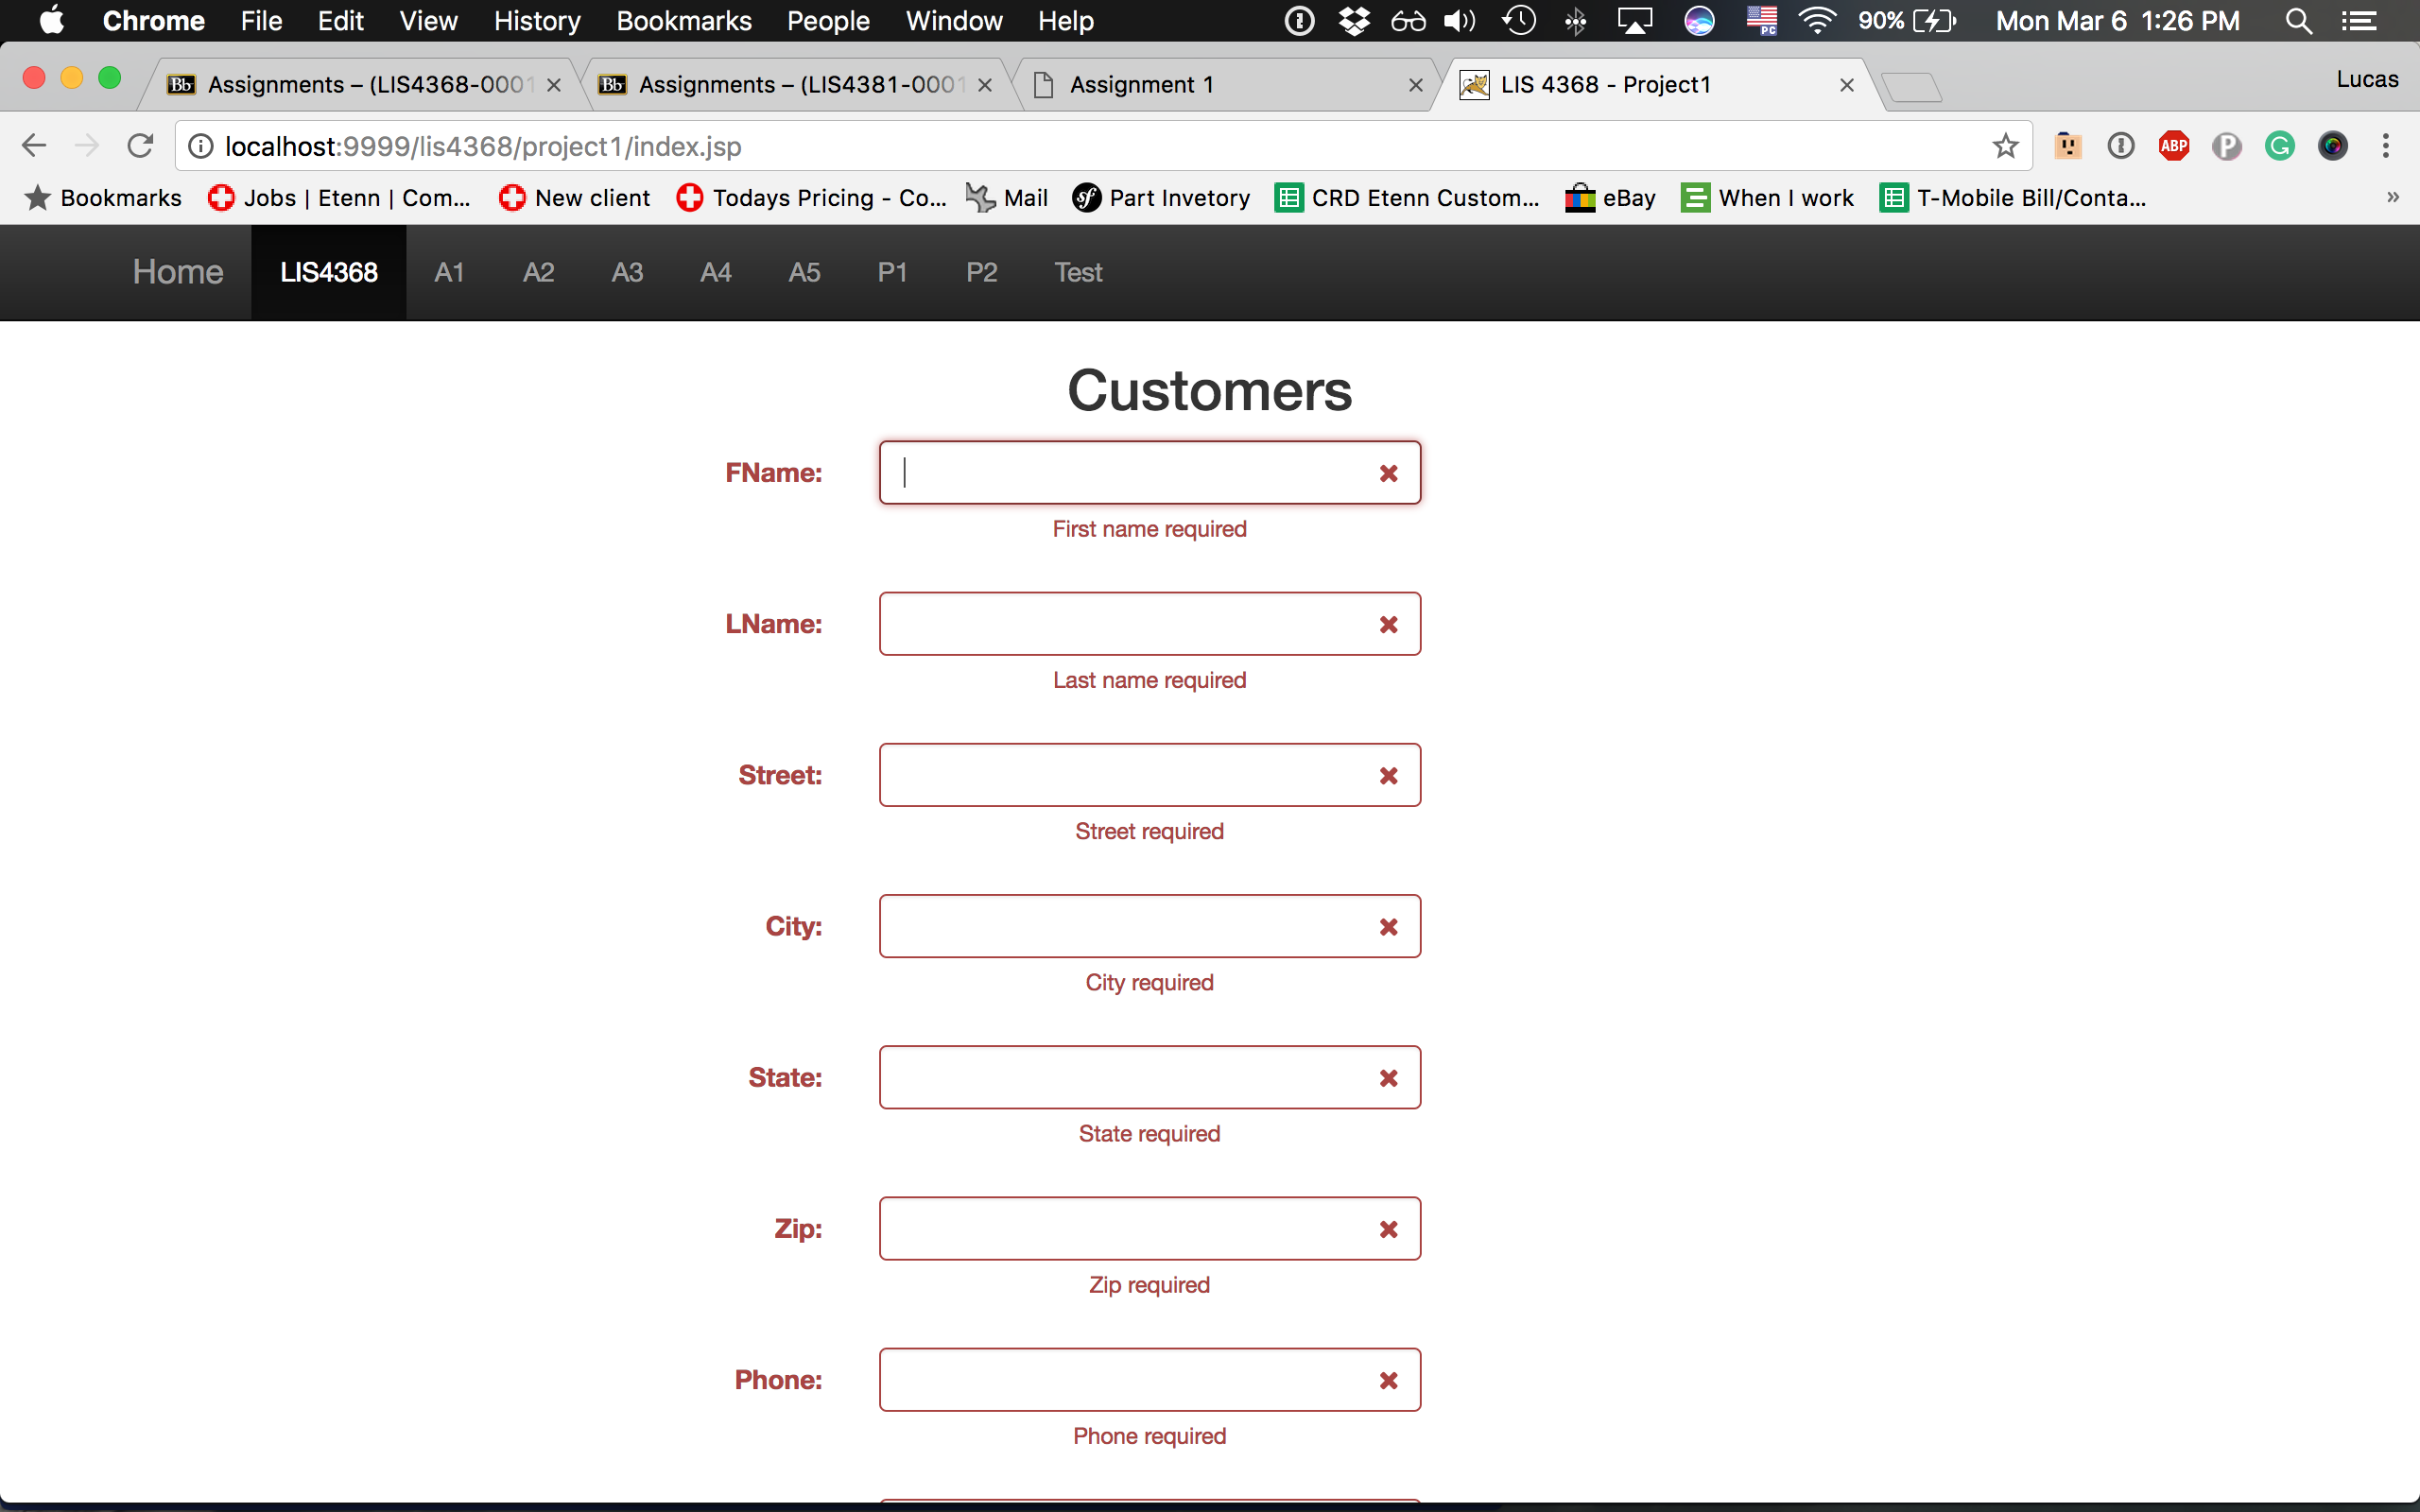 Chrome File Edit View History Bookmarks People Window Help 90% Mon Mar 6 1:26 PM
Assignments – (LIS4368-0001 Assignments – (LIS4381-0001 Assignment 1 LIS 4368 - Project1 Lucas
localhost:9999/lis4368/project1/index.jsp
Bookmarks Jobs | Etenn | Com... New client Todays Pricing - Co... Mail Part Invetory CRD Etenn Custom... eBay When I work T-Mobile Bill/Conta... »
Home LIS4368 A1 A2 A3 A4 A5 P1 P2 Test
Customers
FName:
First name required
LName:
Last name required
Street:
Street required
City:
City required
State:
State required
Zip:
Zip required
Phone:
Phone required